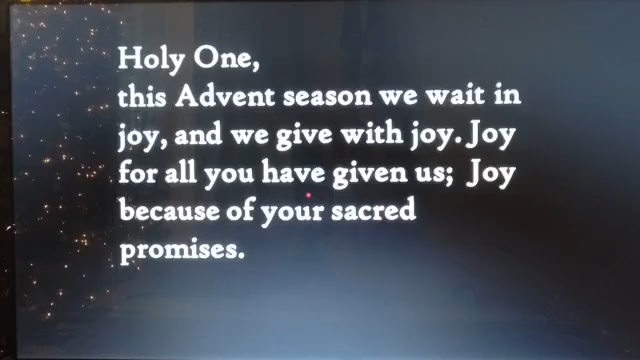 Holy One,
this Advent season we wait in
joy, and we give with joy. Joy
for all you have given us;  Joy
because of your sacred
promises.